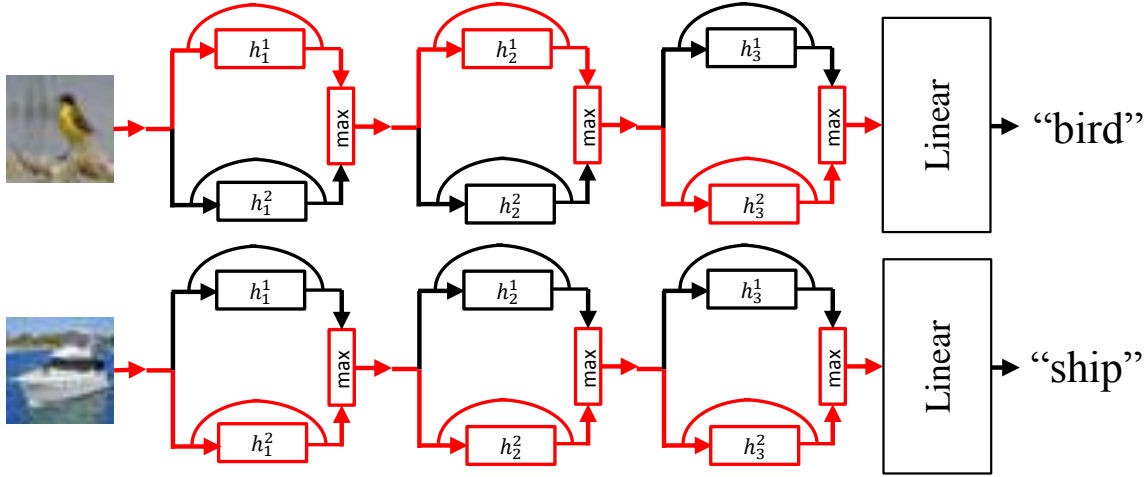 h₁¹ h₂¹ h₃¹
max max max Linear “bird”
h₁² h₂² h₃²
h₁¹ h₂¹ h₃¹
max max max Linear “ship”
h₁² h₂² h₃²